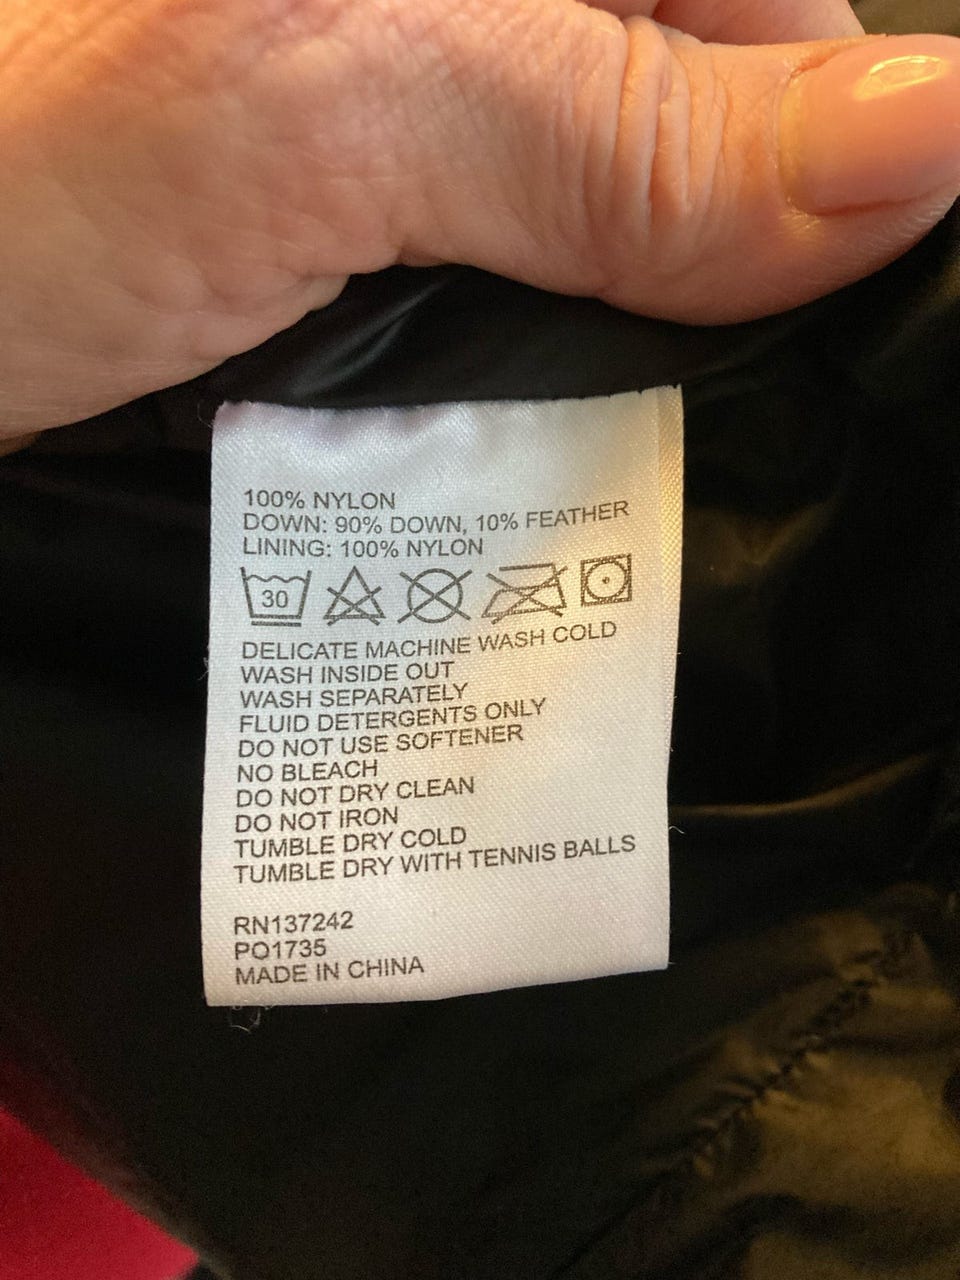 100% NYLON
DOWN: 90% DOWN, 10% FEATHER
LINING: 100% NYLON
30
DELICATE MACHINE WASH COLD
WASH INSIDE OUT
WASH SEPARATELY
FLUID DETERGENTS ONLY
DO NOT USE SOFTENER
NO BLEACH
DO NOT DRY CLEAN
DO NOT IRON
TUMBLE DRY COLD
TUMBLE DRY WITH TENNIS BALLS
RN137242
PO1735
MADE IN CHINA